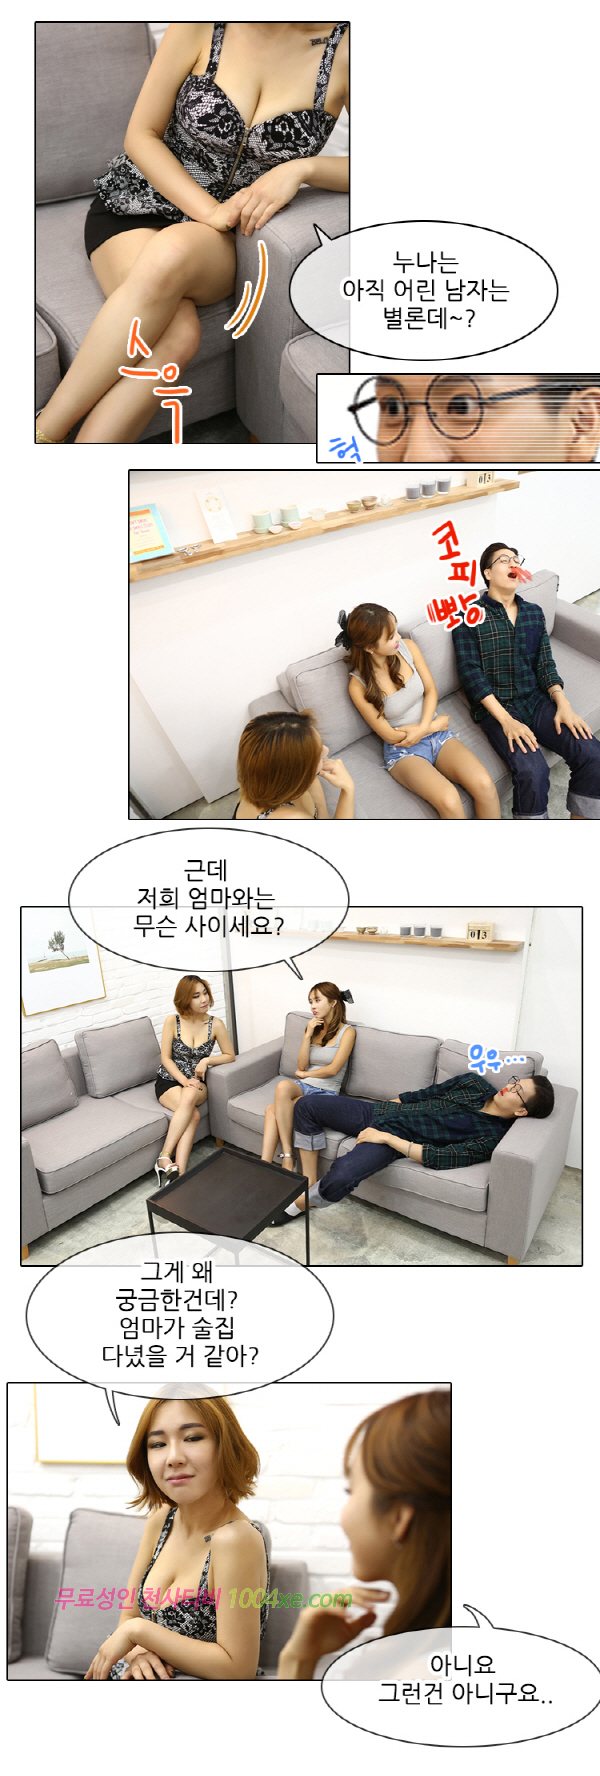 누나는
아직 어린 남자는
별론데~?
스윽
헉
코피
빵
근데
저희 엄마와는
무슨 사이세요?
우우...
그게 왜
궁금한건데?
엄마가 술집
다녔을 거 같아?
무료성인 천사티비 1004xe.com
아니요
그런건 아니구요..